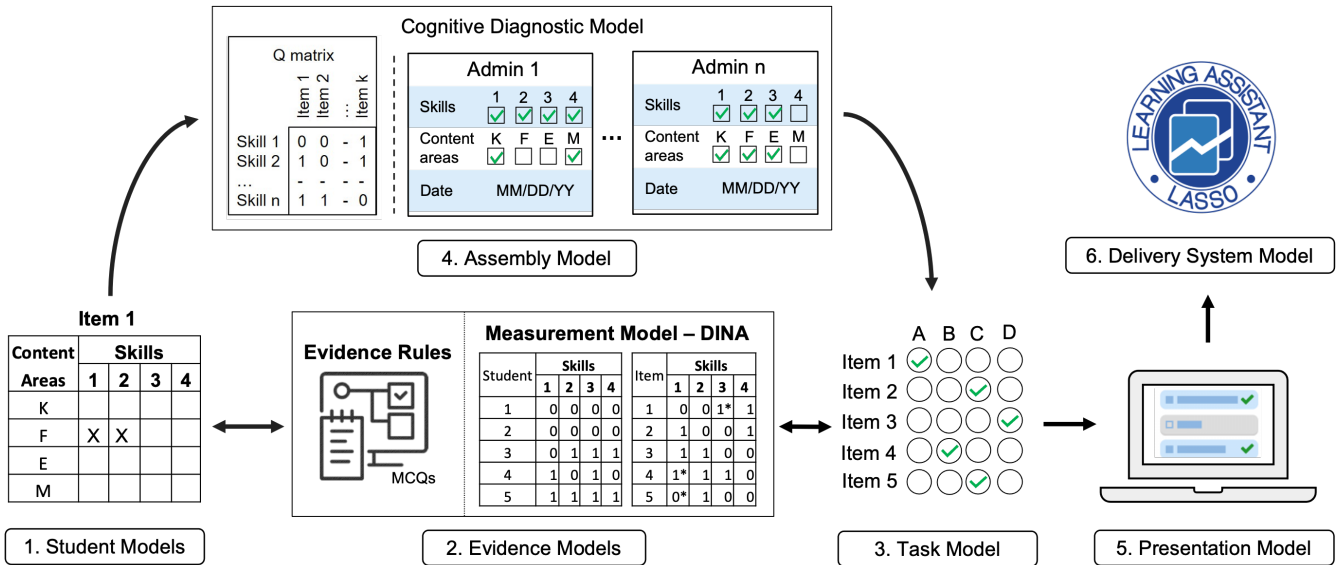 Cognitive Diagnostic Model
Q matrix
Item 1 Item 2 ... Item k
Skill 1 0 0 - 1
Skill 2 1 0 - 1
... - - - -
Skill n 1 1 - 0
Admin 1
Skills 1 2 3 4
Content areas K F E M
Date MM/DD/YY
...
Admin n
Skills 1 2 3 4
Content areas K F E M
Date MM/DD/YY
4. Assembly Model
LEARNING ASSISTANT
LASSO
6. Delivery System Model
Item 1
Content Areas Skills
1 2 3 4
K
F X X
E
M
1. Student Models
Evidence Rules
MCQs
Measurement Model – DINA
Student Skills
1 2 3 4
1 0 0 0 0
2 0 0 0 0
3 0 1 1 1
4 1 0 1 0
5 1 1 1 1
Item Skills
1 2 3 4
1 0 0 1* 1
2 1 0 0 1
3 1 1 0 0
4 1* 1 1 0
5 0* 1 0 0
2. Evidence Models
A B C D
Item 1
Item 2
Item 3
Item 4
Item 5
3. Task Model
5. Presentation Model